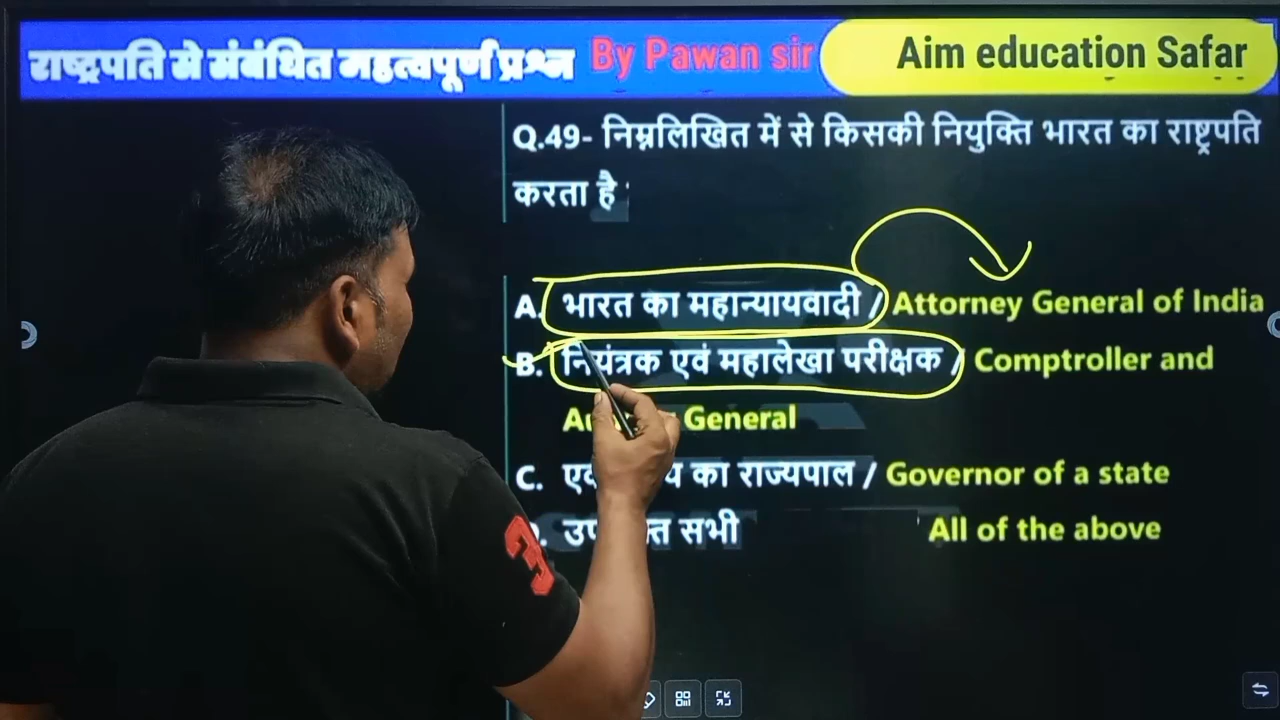 राष्ट्रपति से संबंधित महत्वपूर्ण प्रश्न By Pawan sir Aim education Safar
Q.49- निम्नलिखित में से किसकी नियुक्ति भारत का राष्ट्रपति
करता है
A. भारत का महान्यायवादी / Attorney General of India
B. नियंत्रक एवं महालेखा परीक्षक / Comptroller and
General
C. का राज्यपाल / Governor of a state
सभी All of the above
3